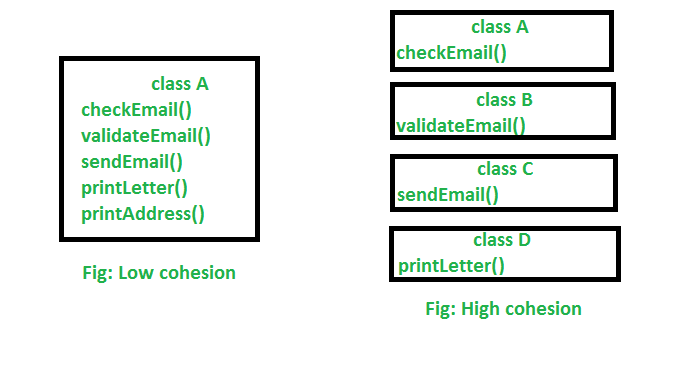 class A
checkEmail()
validateEmail()
sendEmail()
printLetter()
printAddress()
Fig: Low cohesion
class A
checkEmail()
class B
validateEmail()
class C
sendEmail()
class D
printLetter()
Fig: High cohesion